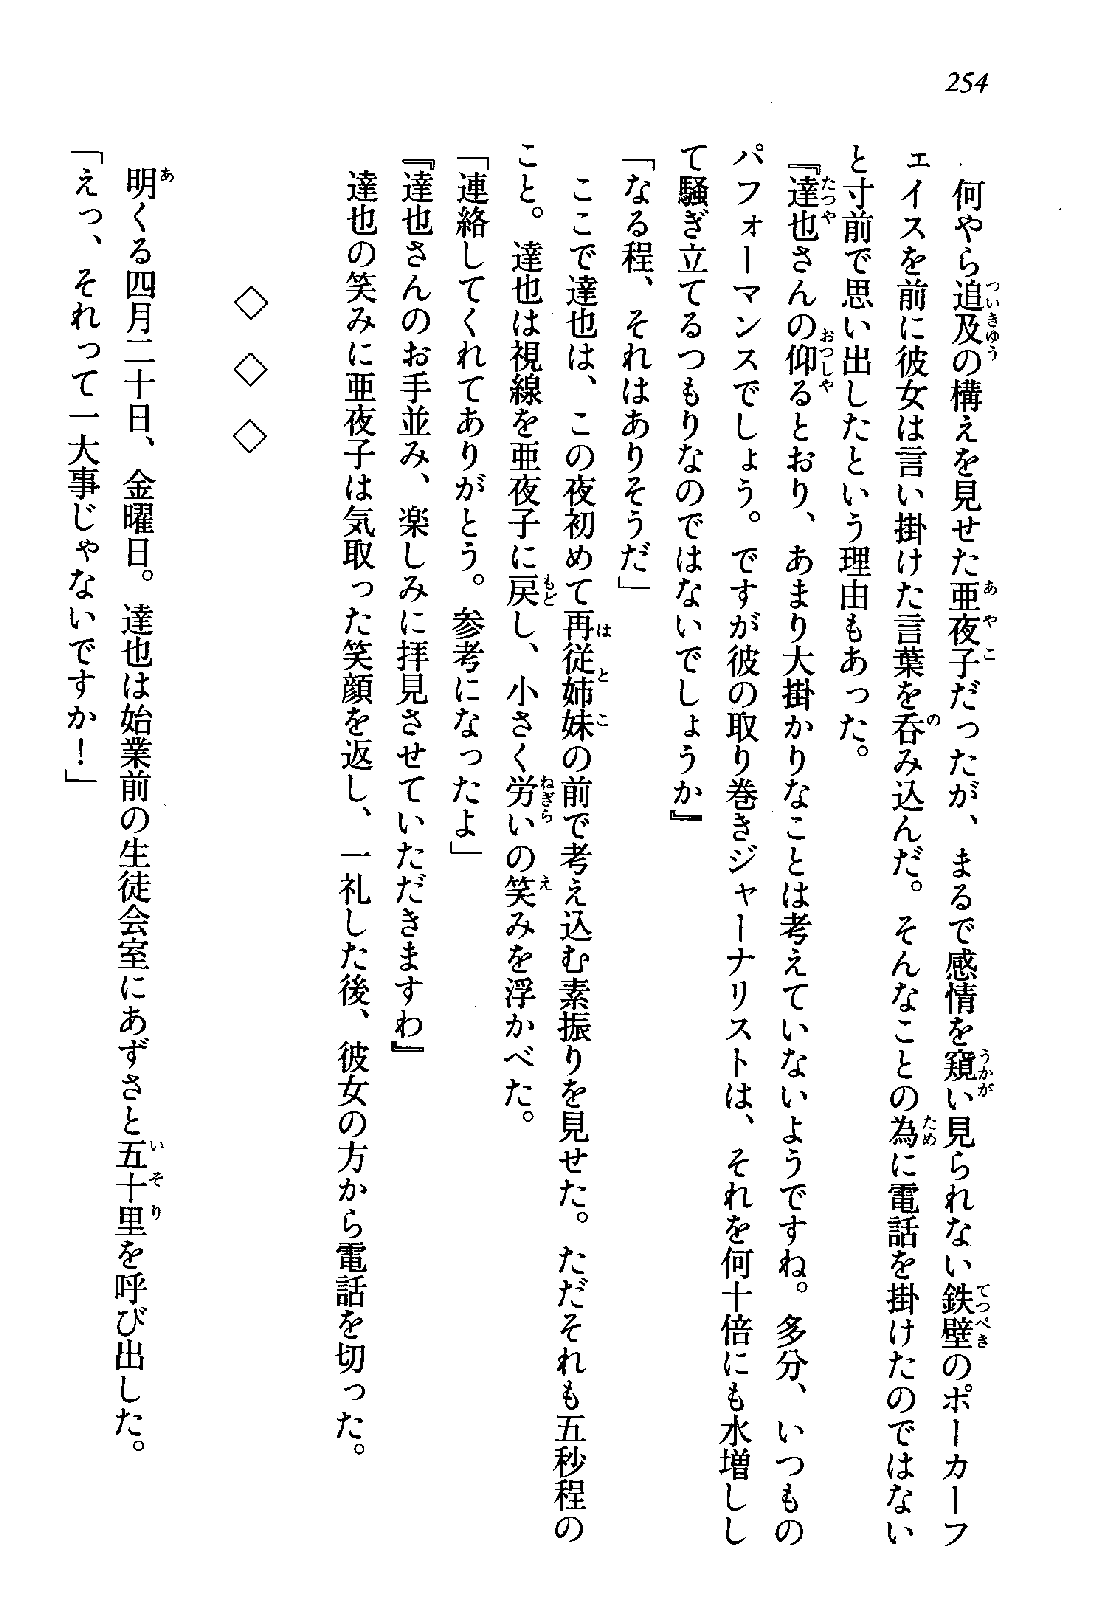 254
何やら追及の構えを見せた亜夜子だったが、まるで感情を窺い見られない鉄壁のポーカーフ
ェイスを前に彼女は言い掛けた言葉を呑み込んだ。そんなことの為に電話を掛けたのではない
と寸前で思い出したという理由もあった。
『達也さんの仰るとおり、あまり大掛かりなことは考えていないようですね。多分、いつもの
パフォーマンスでしょう。ですが彼の取り巻きジャーナリストは、それを何十倍にも水増しし
て騒ぎ立てるつもりなのではないでしょうか』
「なる程、それはありそうだ」
ここで達也は、この夜初めて再従姉妹の前で考え込む素振りを見せた。ただそれも五秒程の
こと。達也は視線を亜夜子に戻し、小さく労いの笑みを浮かべた。
「連絡してくれてありがとう。参考になったよ」
『達也さんのお手並み、楽しみに拝見させていただきますわ』
達也の笑みに亜夜子は気取った笑顔を返し、一礼した後、彼女の方から電話を切った。
◇　◇　◇
明くる四月二十日、金曜日。達也は始業前の生徒会室にあずさと五十里を呼び出した。
「えっ、それって一大事じゃないですか！」